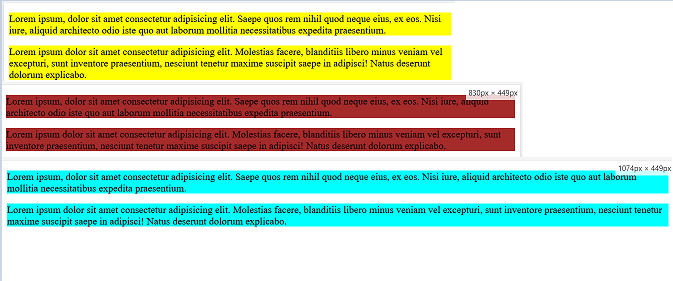 Lorem ipsum, dolor sit amet consectetur adipisicing elit. Saepe quos rem nihil quod neque eius, ex eos. Nisi
iure, aliquid architecto odio iste quo aut laborum mollitia necessitatibus expedita praesentium.
Lorem ipsum dolor sit amet consectetur adipisicing elit. Molestias facere, blanditiis libero minus veniam vel
excepturi, sunt inventore praesentium, nesciunt tenetur maxime suscipit saepe in adipisci! Natus deserunt
dolorum explicabo.
830px × 449px
Lorem ipsum, dolor sit amet consectetur adipisicing elit. Saepe quos rem nihil quod neque eius, ex eos. Nisi iure, aliquid
architecto odio iste quo aut laborum mollitia necessitatibus expedita praesentium.
Lorem ipsum dolor sit amet consectetur adipisicing elit. Molestias facere, blanditiis libero minus veniam vel excepturi, sunt
inventore praesentium, nesciunt tenetur maxime suscipit saepe in adipisci! Natus deserunt dolorum explicabo.
1074px × 449px
Lorem ipsum, dolor sit amet consectetur adipisicing elit. Saepe quos rem nihil quod neque eius, ex eos. Nisi iure, aliquid architecto odio iste quo aut laborum
mollitia necessitatibus expedita praesentium.
Lorem ipsum dolor sit amet consectetur adipisicing elit. Molestias facere, blanditiis libero minus veniam vel excepturi, sunt inventore praesentium, nesciunt tenetur
maxime suscipit saepe in adipisci! Natus deserunt dolorum explicabo.